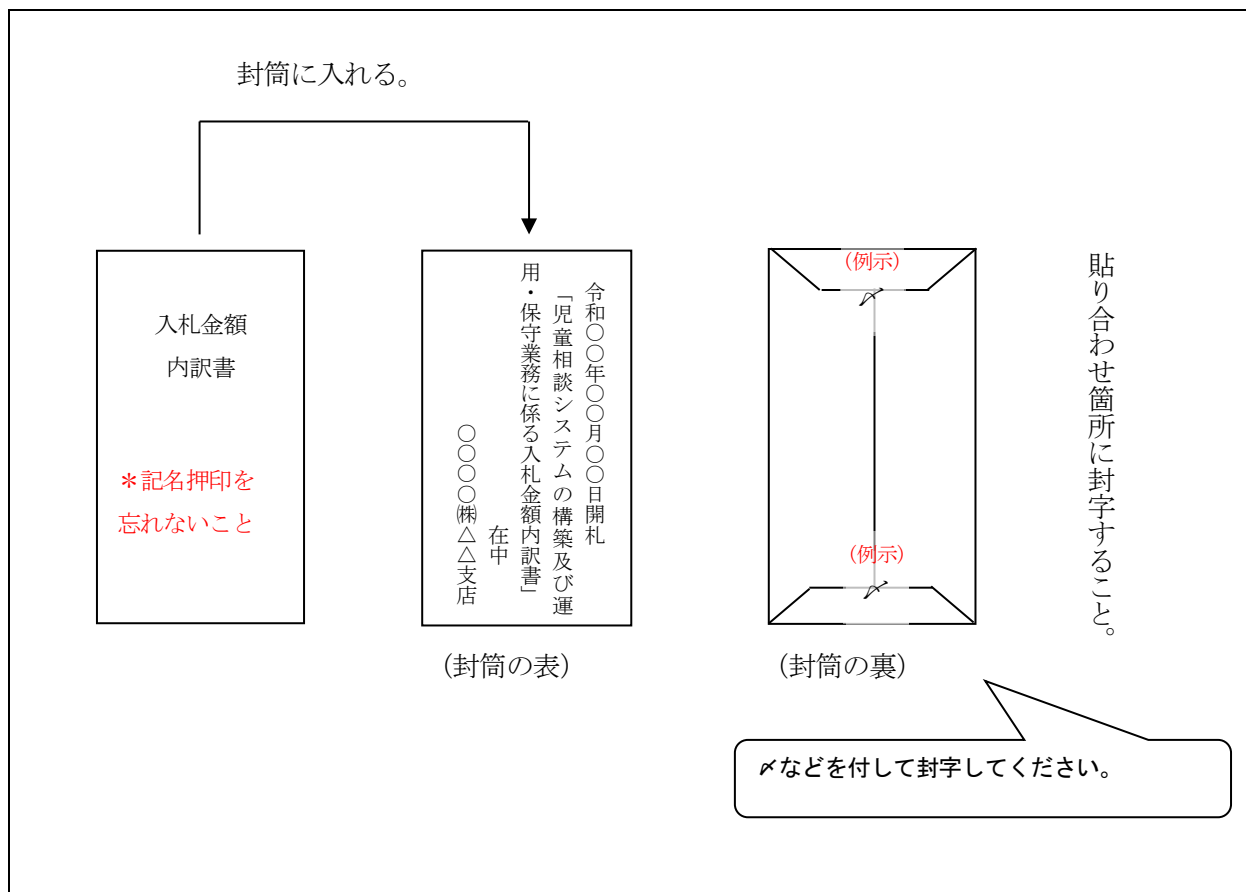 封筒に入れる。
入札金額
内訳書
＊記名押印を
忘れないこと
令和〇〇年〇〇月〇〇日開札
「児童相談システムの構築及び運
用・保守業務に係る入札金額内訳書」
在中
〇〇〇〇㈱△△支店
（封筒の表）
（例示）
〆
（例示）
〆
（封筒の裏）
貼り合わせ箇所に封字すること。
〆などを付して封字してください。